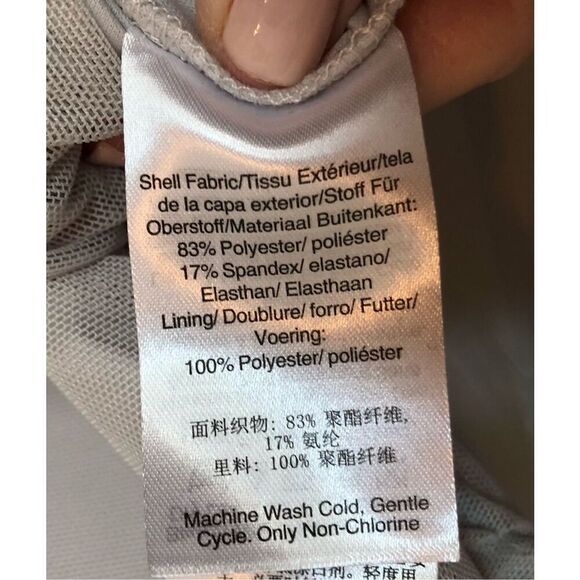 Shell Fabric/Tissu Extérieur/tela
de la capa exterior/Stoff Für
Oberstoff/Materiaal Buitenkant:
83% Polyester/ poliéster
17% Spandex/ elastano/
Elasthan/ Elasthaan
Lining/ Doublure/ forro/ Futter/
Voering:
100% Polyester/ poliéster
面料织物: 83% 聚酯纤维,
17% 氨纶
里料: 100% 聚酯纤维
Machine Wash Cold, Gentle
Cycle. Only Non-Chlorine